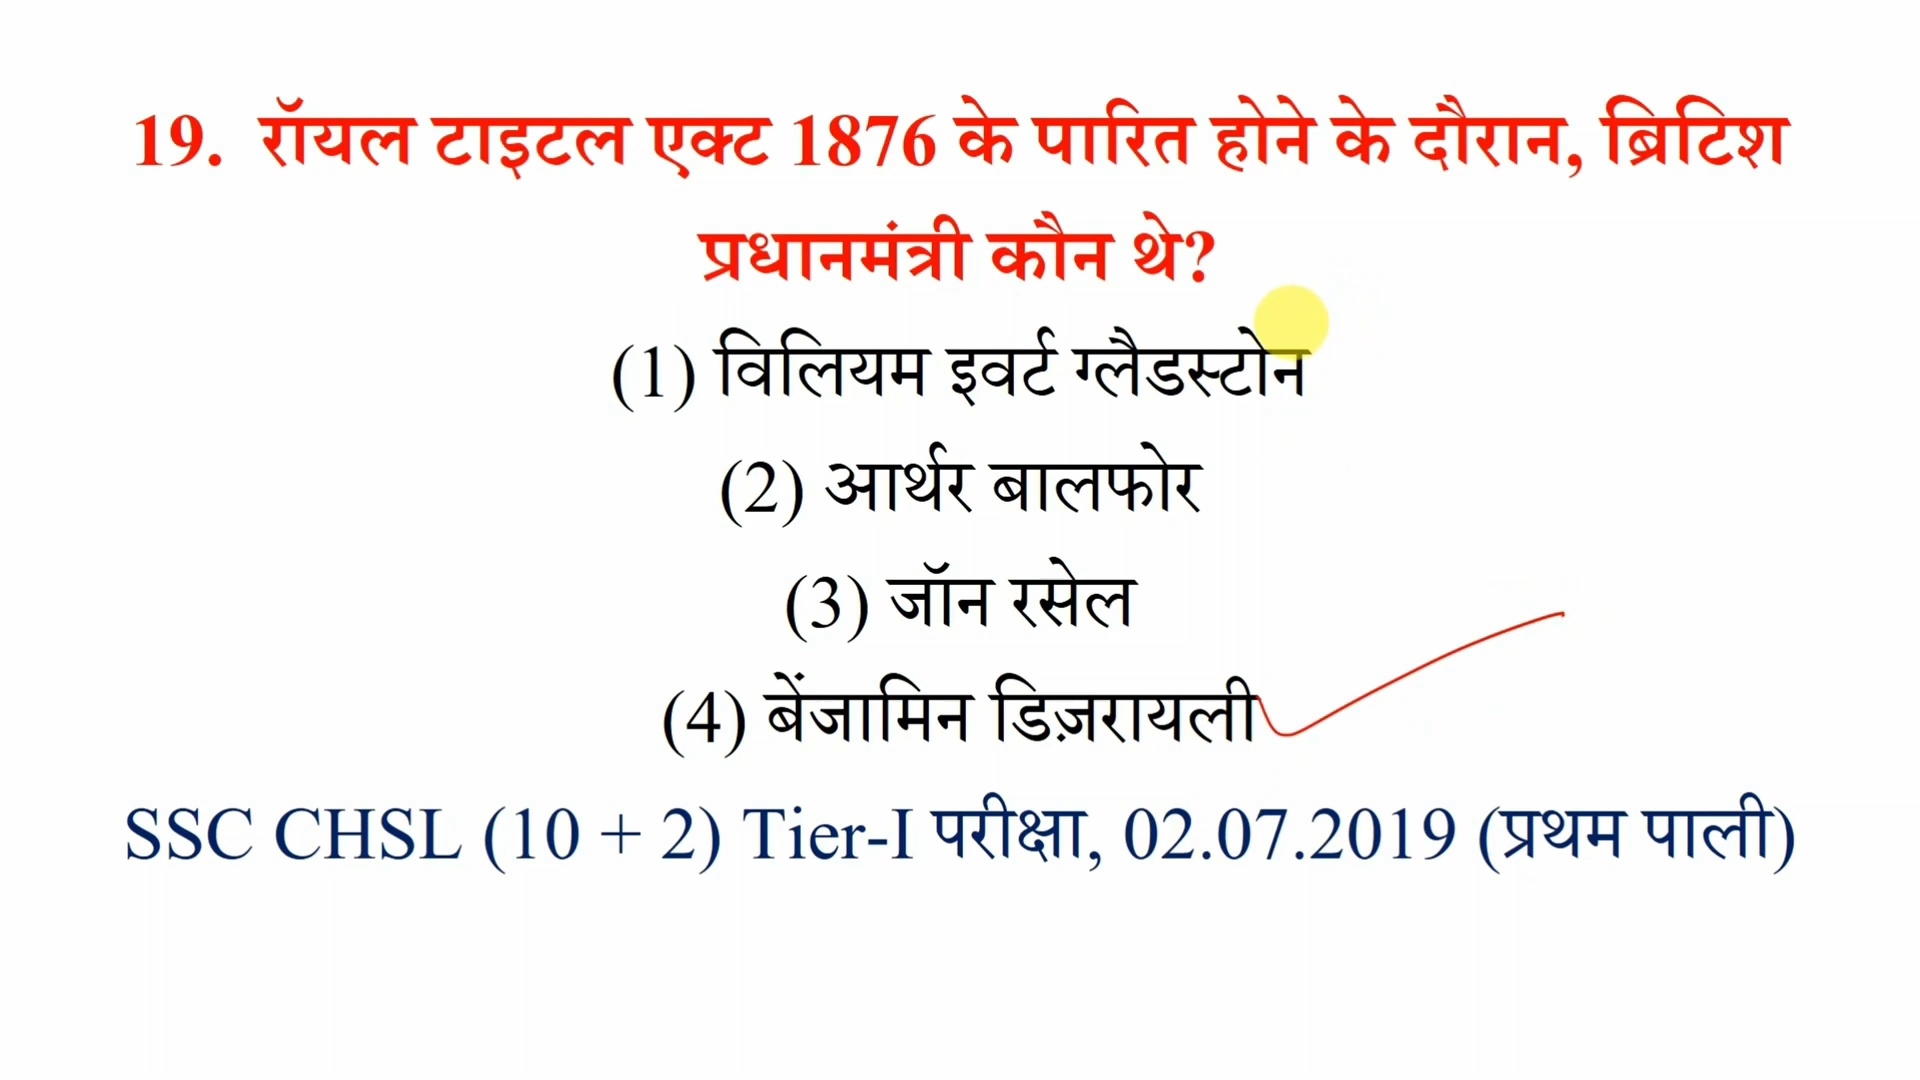 19. रॉयल टाइटल एक्ट 1876 के पारित होने के दौरान, ब्रिटिश
प्रधानमंत्री कौन थे?
(1) विलियम इवर्ट ग्लैडस्टोन
(2) आर्थर बालफोर
(3) जॉन रसेल
(4) बेंजामिन डिज़रायली
SSC CHSL (10 + 2) Tier-I परीक्षा, 02.07.2019 (प्रथम पाली)